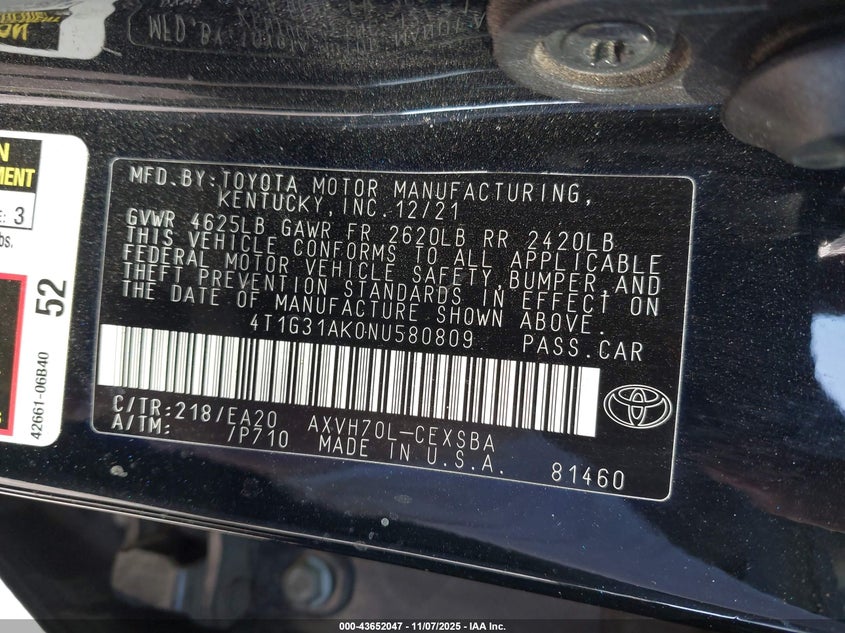 MFD.BY:TOYOTA MOTOR MANUFACTURING,
KENTUCKY,INC.12/21
GVWR 4625LB GAWR FR 2620LB RR 2420LB
THIS VEHICLE CONFORMS TO ALL APPLICABLE
FEDERAL MOTOR VEHICLE SAFETY,BUMPER,AND
THEFT PREVENTION STANDARDS IN EFFECT ON
THE DATE OF MANUFACTURE SHOWN ABOVE.
4T1G31AK0NU580809 PASS.CAR
C/TR:218/EA20 AXVH70L-CEXSBA
A/TM: /P710 MADE IN U.S.A.
81460
MENT
3
bs.
52
42661-06B40
000-43652047 - 11/07/2025 - IAA Inc.